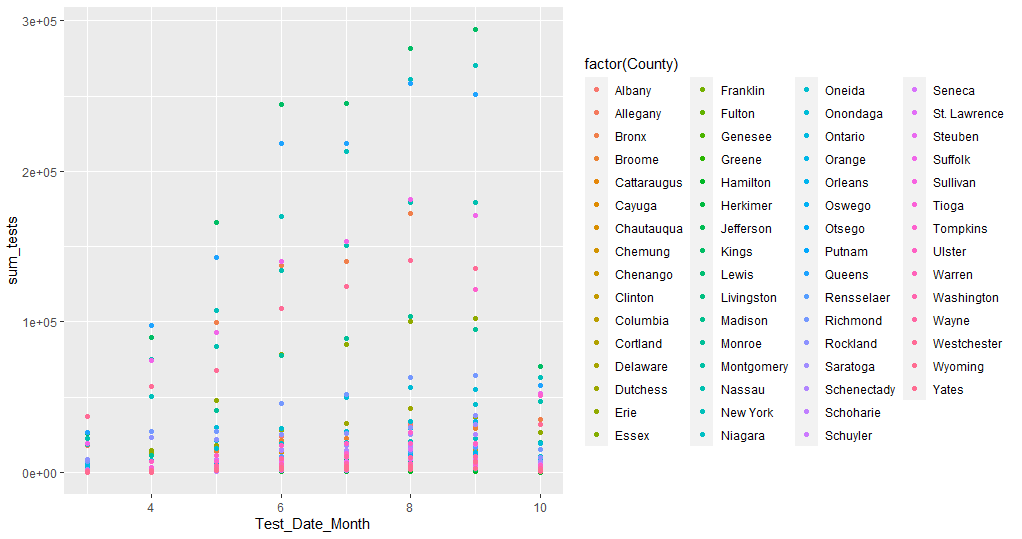 3e+05
2e+05
1e+05
0e+00
sum_tests
4
6
8
10
Test_Date_Month
factor(County)
Albany
Allegany
Bronx
Broome
Cattaraugus
Cayuga
Chautauqua
Chemung
Chenango
Clinton
Columbia
Cortland
Delaware
Dutchess
Erie
Essex
Franklin
Fulton
Genesee
Greene
Hamilton
Herkimer
Jefferson
Kings
Lewis
Livingston
Madison
Monroe
Montgomery
Nassau
New York
Niagara
Oneida
Onondaga
Ontario
Orange
Orleans
Oswego
Otsego
Putnam
Queens
Rensselaer
Richmond
Rockland
Saratoga
Schenectady
Schoharie
Schuyler
Seneca
St. Lawrence
Steuben
Suffolk
Sullivan
Tioga
Tompkins
Ulster
Warren
Washington
Wayne
Westchester
Wyoming
Yates